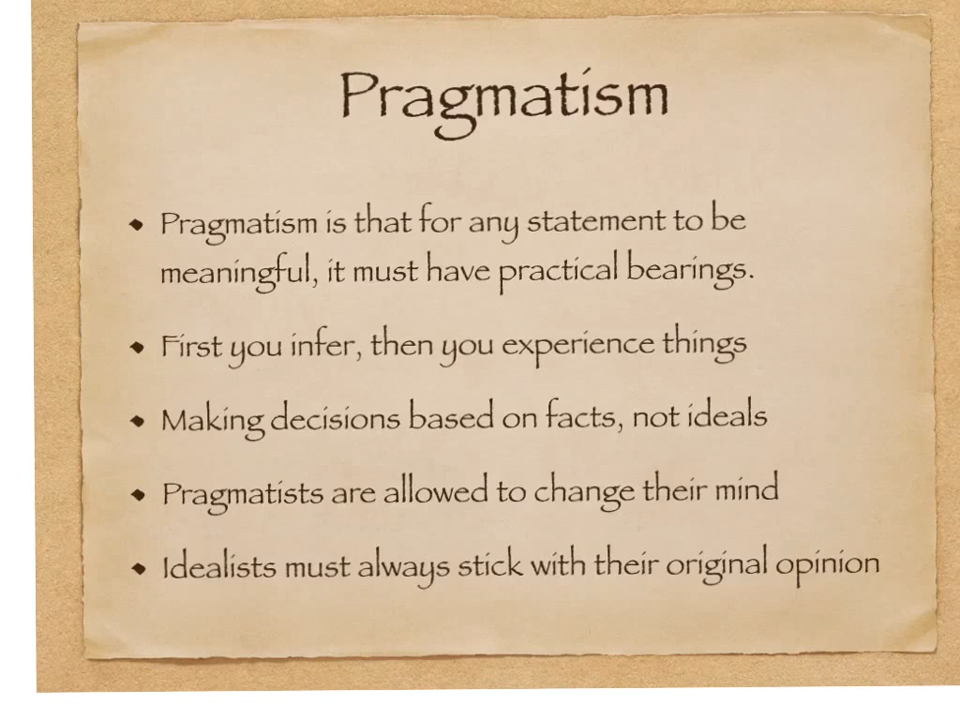 Pragmatism
• Pragmatism is that for any statement to be
meaningful, it must have practical bearings.
• First you infer, then you experience things
• Making decisions based on facts, not ideals
• Pragmatists are allowed to change their mind
• Idealists must always stick with their original opinion